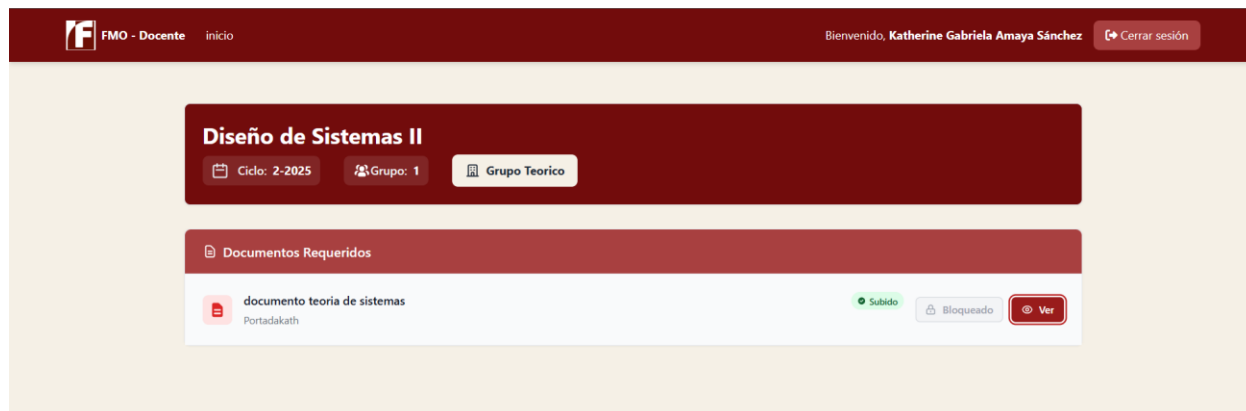 FMO - Docente inicio Bienvenido, Katherine Gabriela Amaya Sánchez Cerrar sesión
Diseño de Sistemas II
Ciclo: 2-2025 Grupo: 1 Grupo Teorico
Documentos Requeridos
documento teoria de sistemas Subido Bloqueado Ver
Portadakath